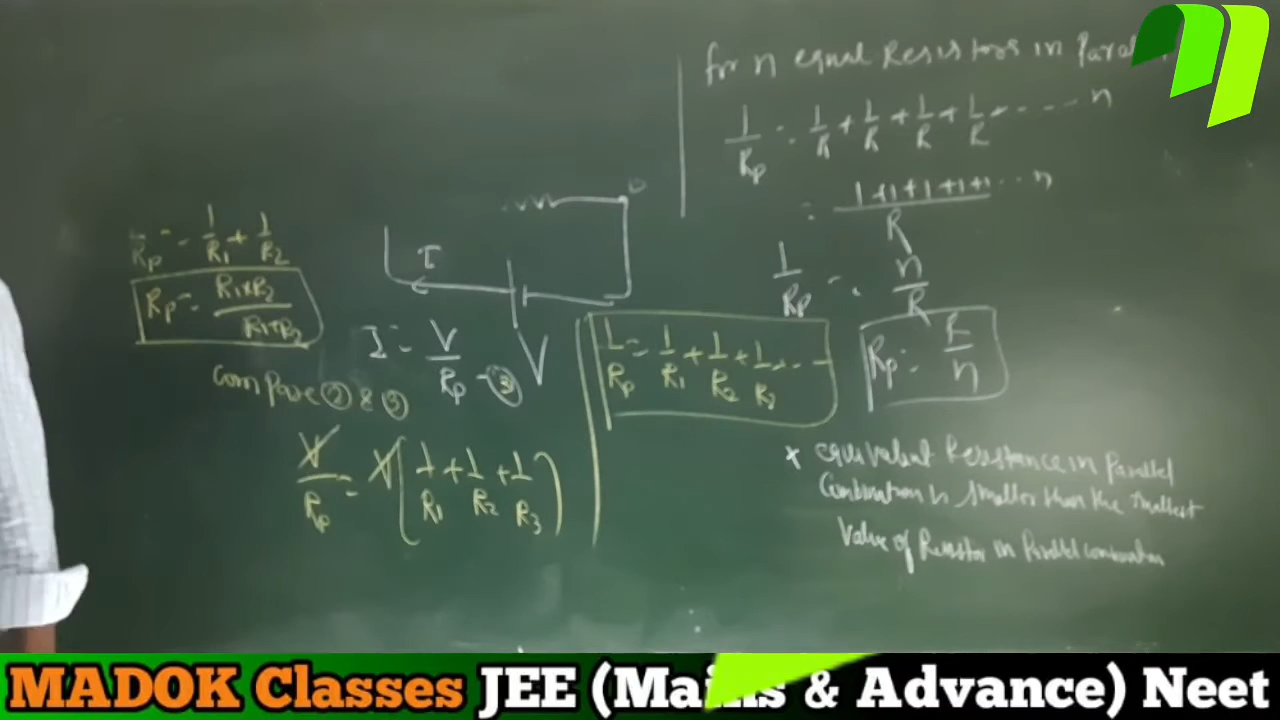 1/Rp = 1/R1 + 1/R2
Rp = R1×R2 / R1+R2
I
I = V/Rp - ③
V
Compare ② & ③
V/Rp = V(1/R1 + 1/R2 + 1/R3)
1/Rp = 1/R1 + 1/R2 + 1/R3 ...
for n equal Resistors in
1/Rp = 1/R + 1/R + 1/R + 1/R + .... n
= 1+1+1+1+1... n / R
1/Rp = n/R
Rp = R/n
* equivalent Resistance in Parallel
Combination is smaller than the smallest
Value of Resistor in Parallel combination
MADOK Classes JEE (Mains & Advance) Neet